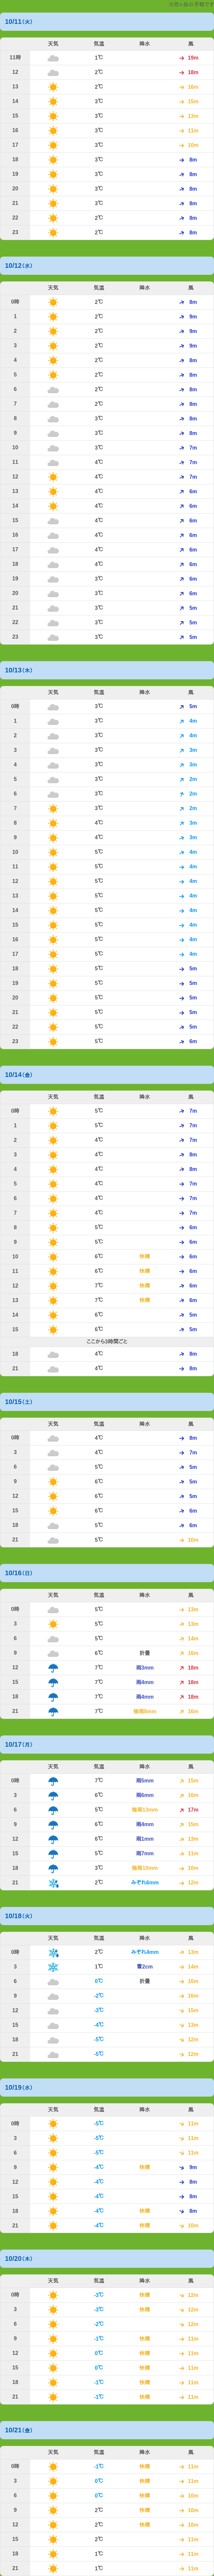 の予報です
10/11(火)
天気 気温 降水 風
11時 1℃ 19m
12 2℃ 18m
13 2℃ 16m
14 3℃ 15m
15 3℃ 13m
16 3℃ 11m
17 3℃ 10m
18 3℃ 8m
19 3℃ 8m
20 3℃ 8m
21 3℃ 8m
22 2℃ 8m
23 2℃ 8m
10/12(水)
天気 気温 降水 風
0時 2℃ 8m
1 2℃ 9m
2 2℃ 9m
3 2℃ 9m
4 2℃ 8m
5 2℃ 8m
6 2℃ 8m
7 2℃ 8m
8 3℃ 8m
9 3℃ 8m
10 3℃ 7m
11 4℃ 7m
12 4℃ 7m
13 4℃ 6m
14 4℃ 6m
15 4℃ 6m
16 4℃ 6m
17 4℃ 6m
18 4℃ 6m
19 3℃ 6m
20 3℃ 6m
21 3℃ 5m
22 3℃ 5m
23 3℃ 5m
10/13(木)
天気 気温 降水 風
0時 3℃ 5m
1 3℃ 4m
2 3℃ 4m
3 3℃ 3m
4 3℃ 3m
5 3℃ 2m
6 3℃ 2m
7 3℃ 2m
8 4℃ 3m
9 4℃ 3m
10 5℃ 4m
11 5℃ 4m
12 5℃ 4m
13 5℃ 4m
14 5℃ 4m
15 5℃ 4m
16 5℃ 4m
17 5℃ 4m
18 5℃ 5m
19 5℃ 5m
20 5℃ 5m
21 5℃ 5m
22 5℃ 5m
23 5℃ 6m
10/14(金)
天気 気温 降水 風
0時 5℃ 7m
1 5℃ 7m
2 4℃ 7m
3 4℃ 8m
4 4℃ 8m
5 4℃ 7m
6 4℃ 7m
7 4℃ 7m
8 5℃ 6m
9 5℃ 6m
10 6℃ 快晴 6m
11 6℃ 快晴 6m
12 7℃ 快晴 6m
13 7℃ 快晴 6m
14 6℃ 5m
15 6℃ 5m
ここから3時間ごと
18 4℃ 8m
21 4℃ 8m
10/15(土)
天気 気温 降水 風
0時 4℃ 8m
3 4℃ 7m
6 5℃ 5m
9 6℃ 5m
12 6℃ 5m
15 6℃ 6m
18 6℃ 6m
21 5℃ 10m
10/16(日)
天気 気温 降水 風
0時 5℃ 13m
3 5℃ 13m
6 5℃ 14m
9 6℃ 折畳 16m
12 7℃ 雨3mm 18m
15 7℃ 雨4mm 18m
18 7℃ 雨4mm 18m
21 7℃ 強雨8mm 16m
10/17(月)
天気 気温 降水 風
0時 7℃ 雨5mm 15m
3 6℃ 雨6mm 16m
6 5℃ 強雨13mm 17m
9 6℃ 雨4mm 15m
12 6℃ 雨1mm 13m
15 5℃ 雨7mm 11m
18 3℃ 強雨10mm 10m
21 2℃ みぞれ6mm 12m
10/18(火)
天気 気温 降水 風
0時 2℃ みぞれ4mm 13m
3 1℃ 雪2cm 14m
6 0℃ 折畳 16m
9 -2℃ 16m
12 -3℃ 15m
15 -4℃ 13m
18 -5℃ 12m
21 -5℃ 12m
10/19(水)
天気 気温 降水 風
0時 -5℃ 11m
3 -5℃ 11m
6 -5℃ 11m
9 -4℃ 快晴 9m
12 -4℃ 8m
15 -4℃ 8m
18 -4℃ 快晴 8m
21 -4℃ 快晴 10m
10/20(木)
天気 気温 降水 風
0時 -3℃ 快晴 12m
3 -3℃ 快晴 12m
6 -2℃ 12m
9 -1℃ 快晴 11m
12 0℃ 快晴 11m
15 0℃ 快晴 11m
18 -1℃ 快晴 11m
21 -1℃ 快晴 11m
10/21(金)
天気 気温 降水 風
0時 -1℃ 快晴 11m
3 0℃ 快晴 11m
6 0℃ 快晴 10m
9 2℃ 快晴 10m
12 2℃ 快晴 10m
15 2℃ 11m
18 1℃ 11m
21 1℃ 11m